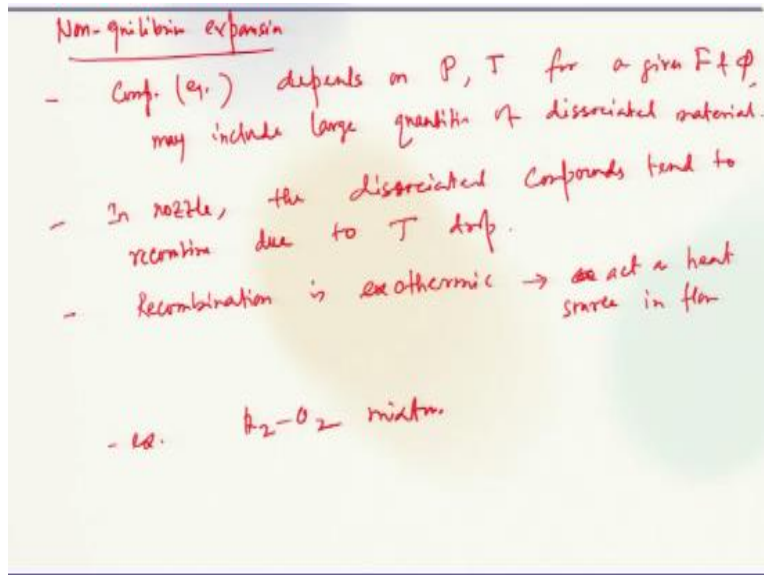 Non-equilibrium expansion
- Comp. (eq.) depends on P, T for a given F & φ,
may include large quantities of dissociated material.
- In nozzle, the dissociated compounds tend to
recombine due to T drop.
- Recombination is exothermic → act a heat
source in flow
- eg. H2-O2 mixture